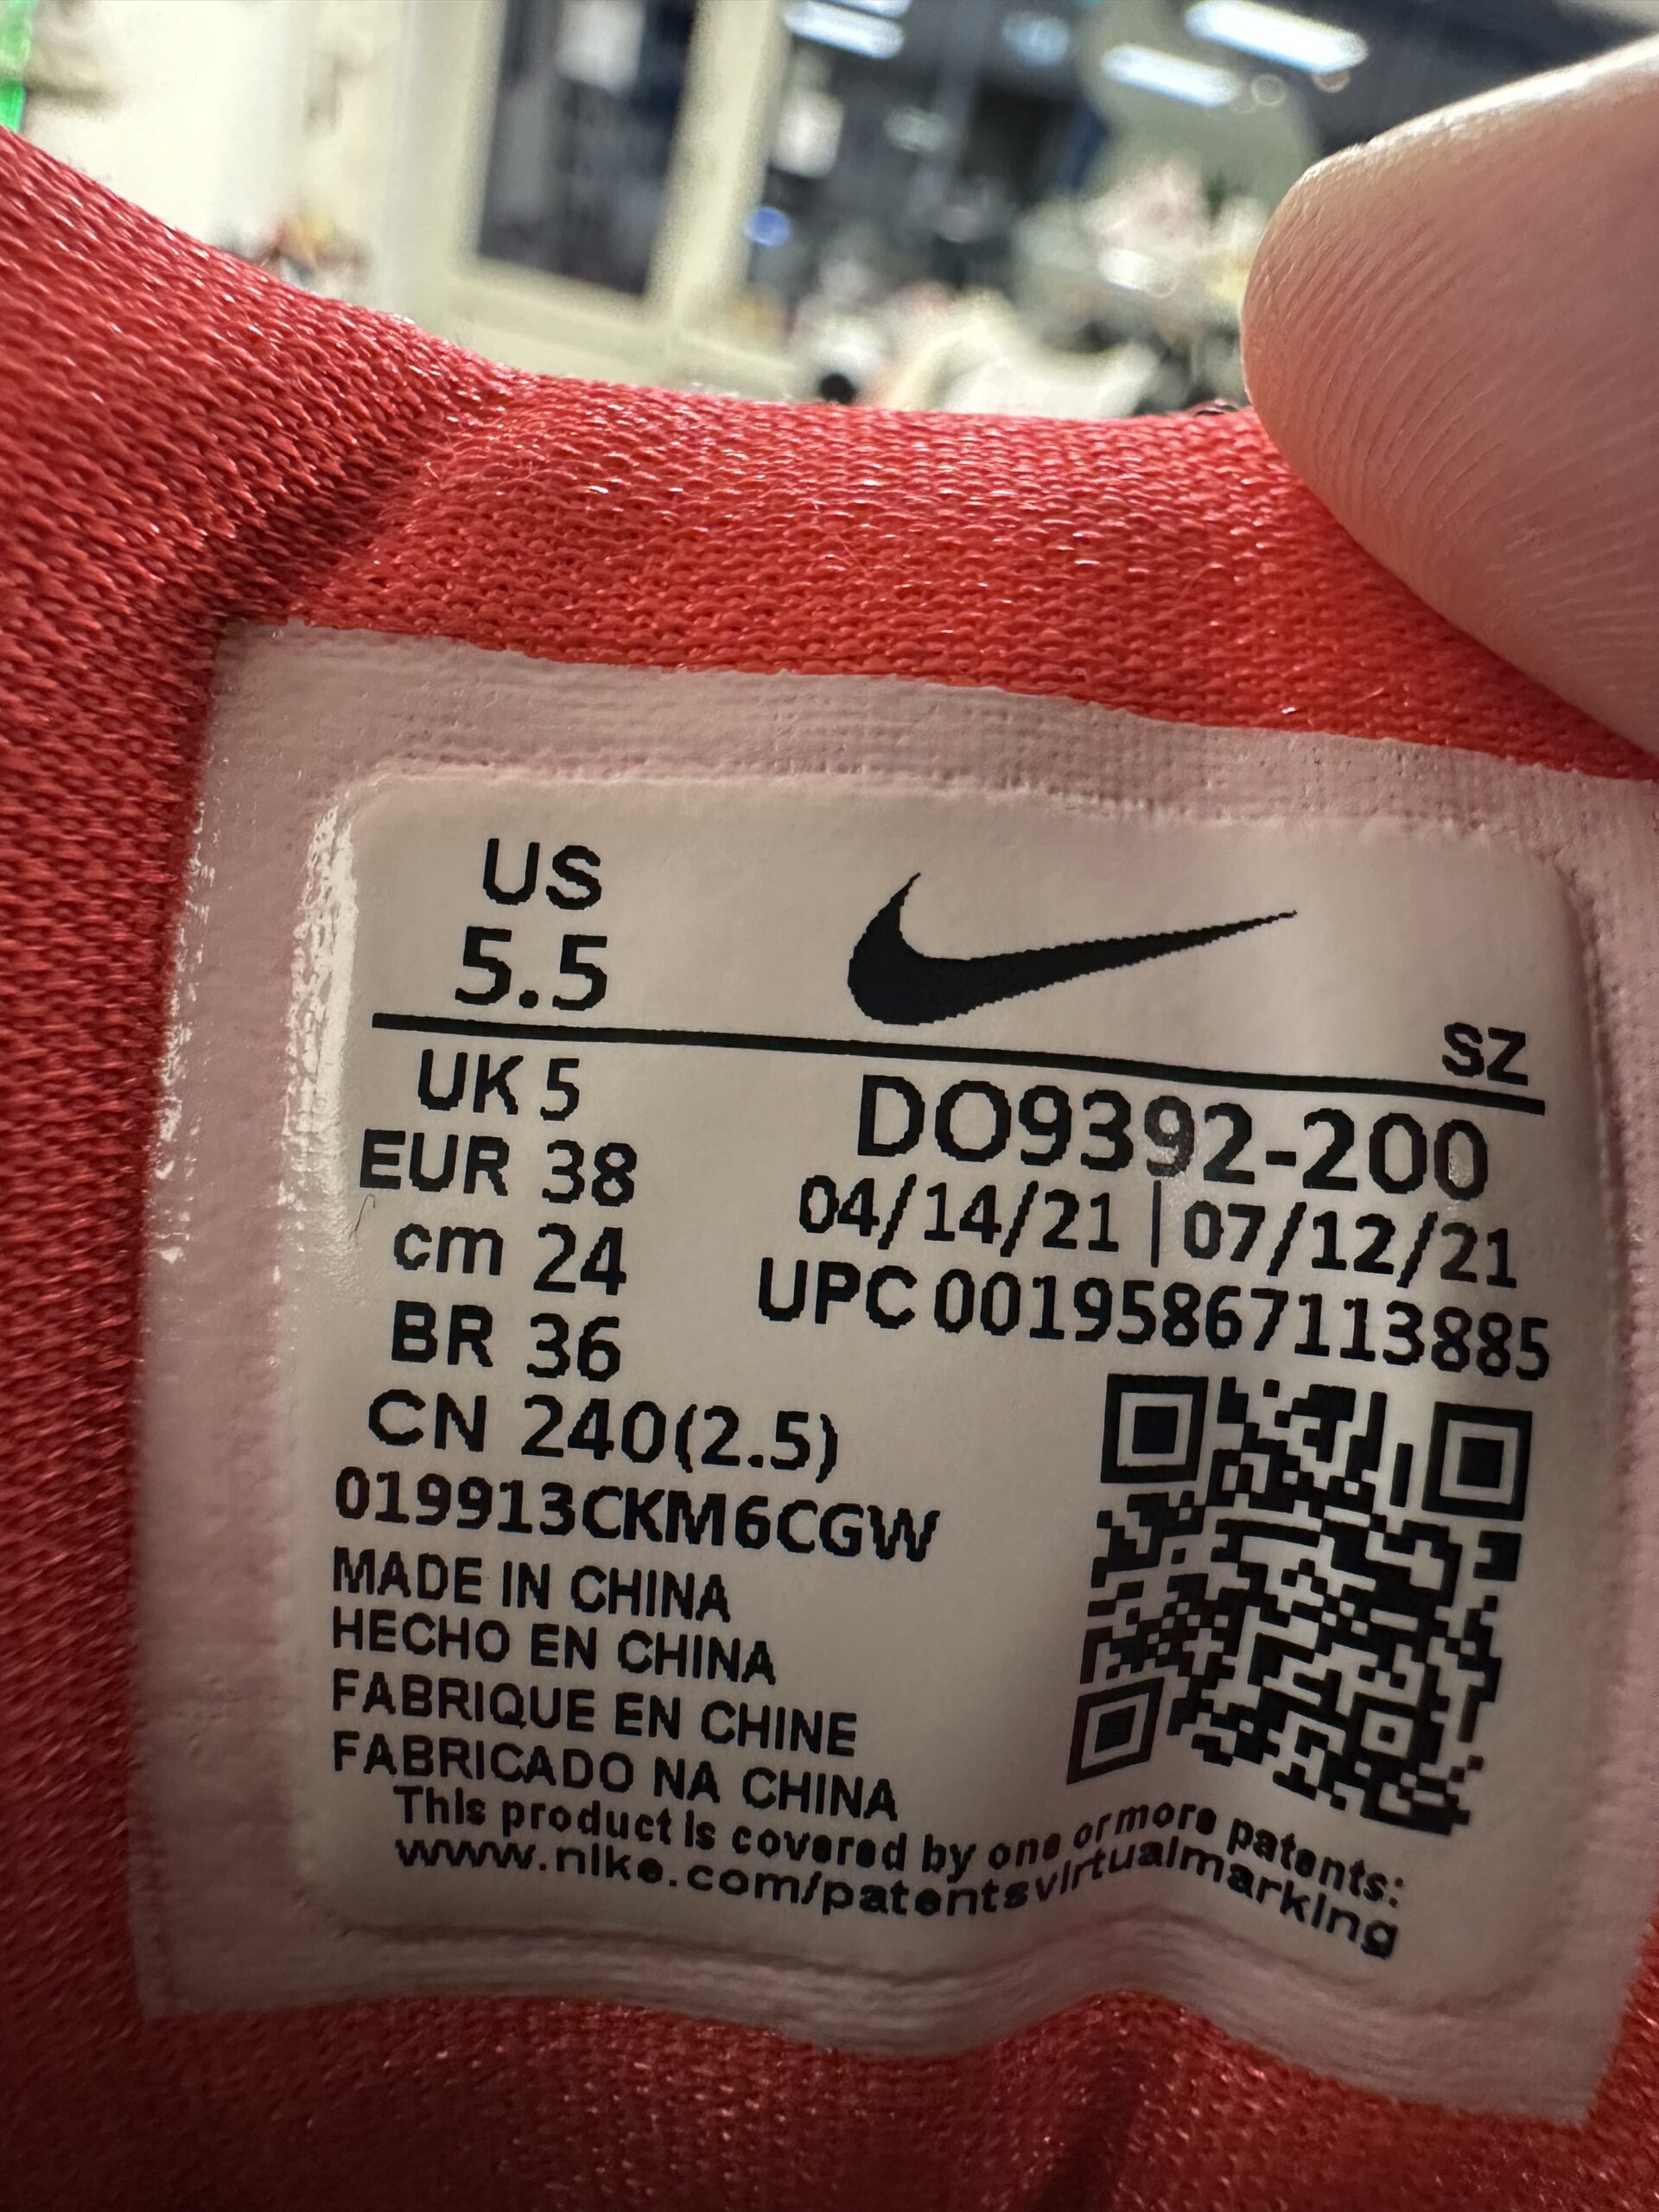 US
5.5
SZ
UK 5
DO9392-200
EUR 38
04/14/21 | 07/12/21
cm 24
UPC 00195867113885
BR 36
CN 240(2.5)
019913CKM6CGW
MADE IN CHINA
HECHO EN CHINA
FABRIQUE EN CHINE
FABRICADO NA CHINA
This product is covered by one or more patents:
www.nike.com/patentsvirtualmarking